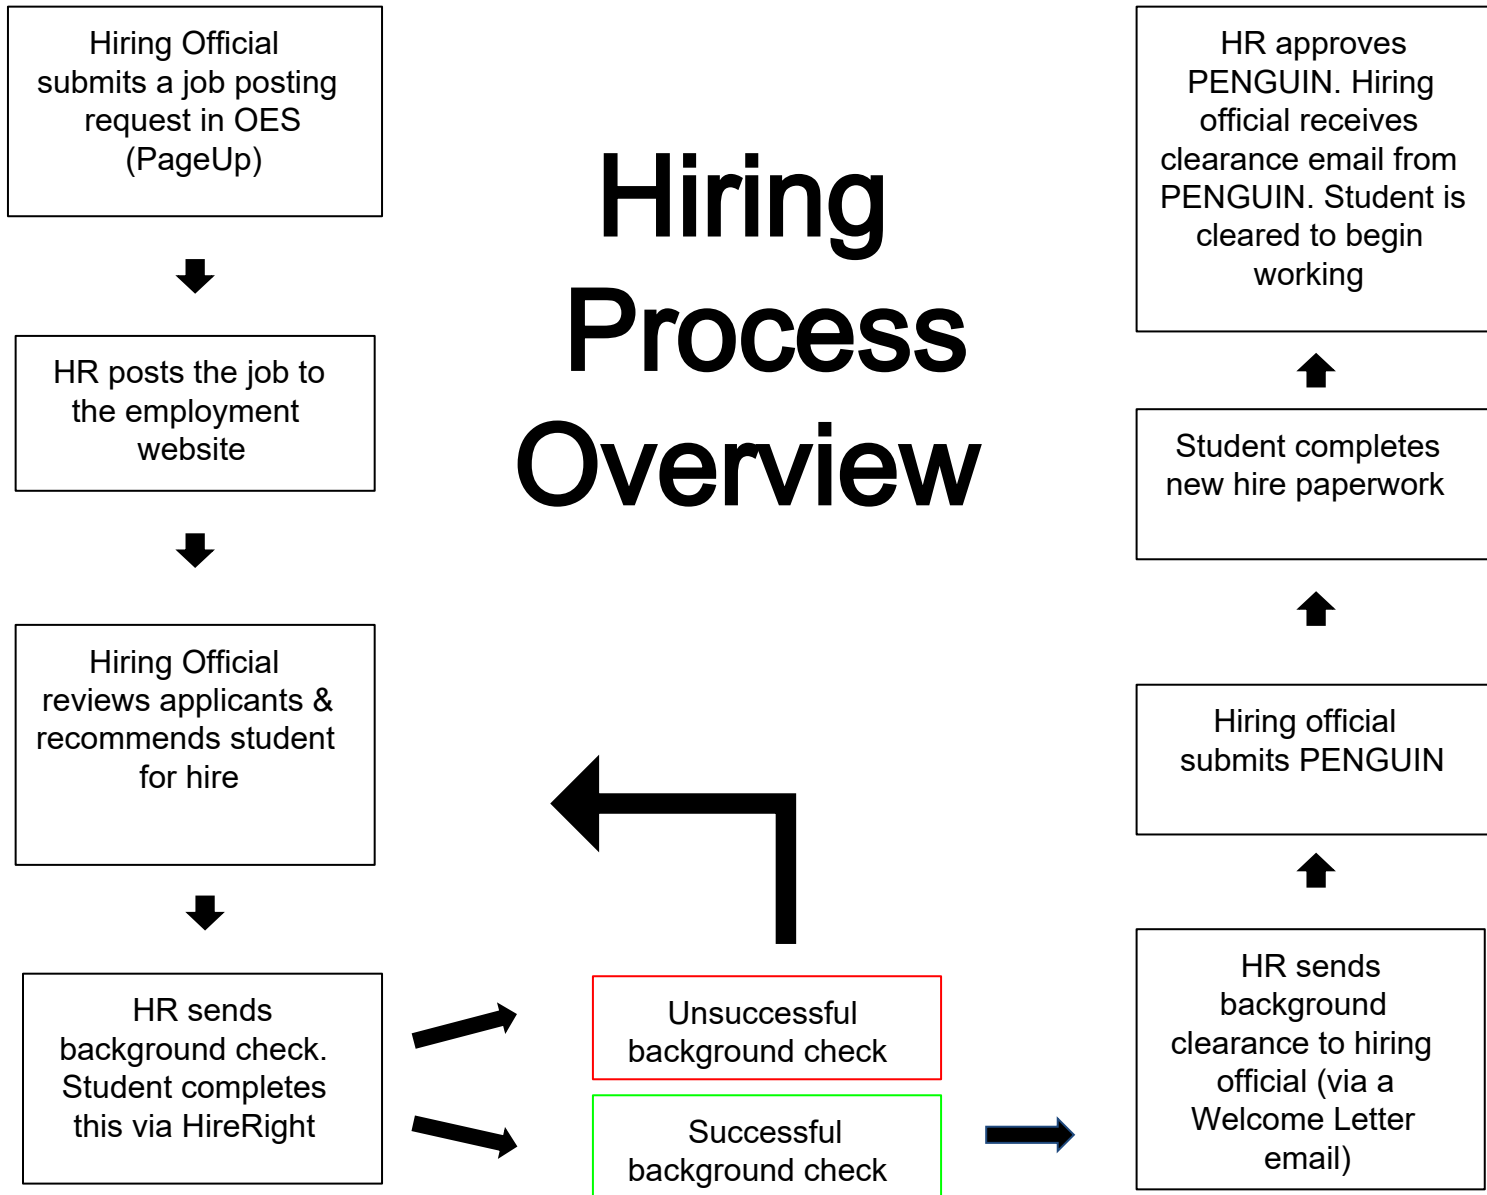 Hiring Official
submits a job posting
request in OES
(PageUp)
HR posts the job to
the employment
website
Hiring Official
reviews applicants &
recommends student
for hire
HR sends
background check.
Student completes
this via HireRight
Hiring
Process
Overview
Unsuccessful
background check
Successful
background check
HR sends
background
clearance to hiring
official (via a
Welcome Letter
email)
Hiring official
submits PENGUIN
Student completes
new hire paperwork
HR approves
PENGUIN. Hiring
official receives
clearance email from
PENGUIN. Student is
cleared to begin
working